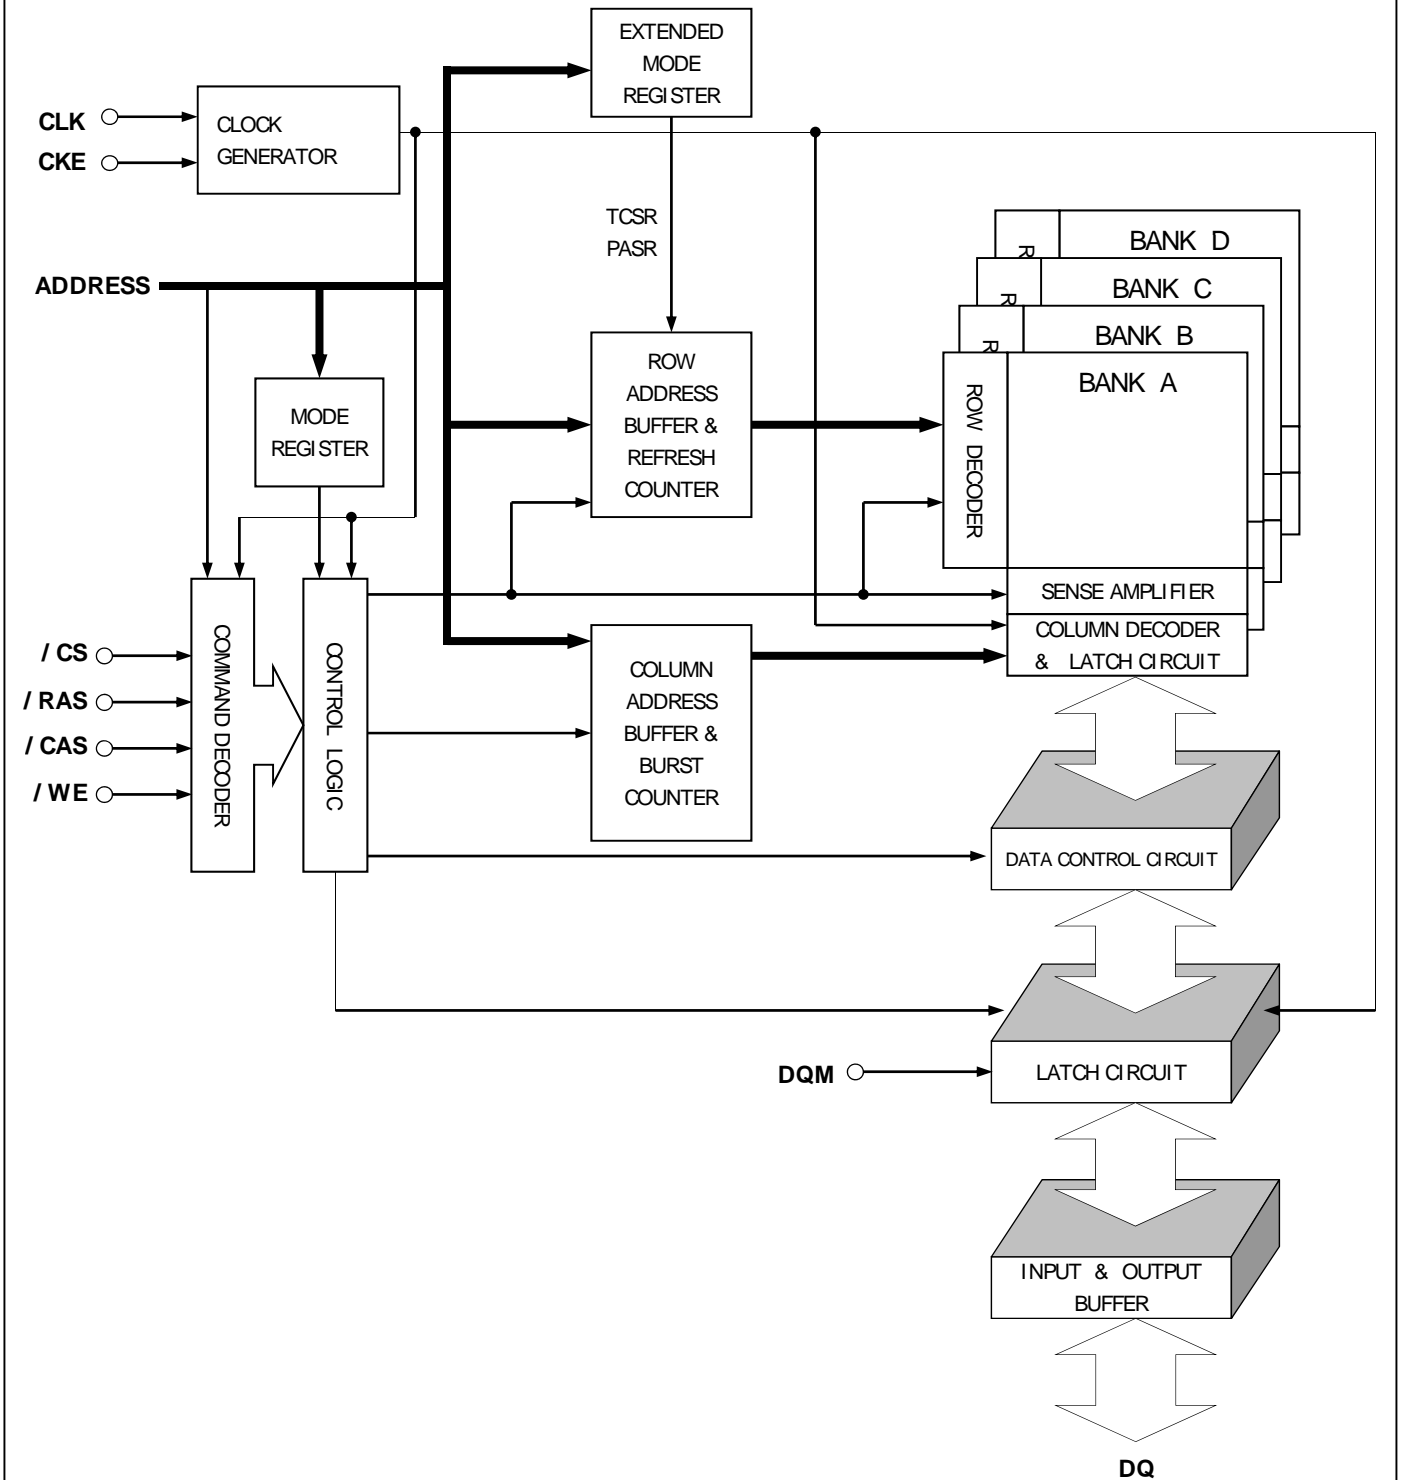 EXTENDED
MODE
REGISTER
CLK
CKE
CLOCK
GENERATOR
TCSR
PASR
ADDRESS
MODE
REGISTER
ROW
ADDRESS
BUFFER &
REFRESH
COUNTER
BANK D
R
BANK C
R
BANK B
R
BANK A
ROW DECODER
SENSE AMPLIFIER
COLUMN DECODER
& LATCH CIRCUIT
/ CS
/ RAS
/ CAS
/ WE
COMMAND DECODER
CONTROL LOGIC
COLUMN
ADDRESS
BUFFER &
BURST
COUNTER
DATA CONTROL CIRCUIT
DQM
LATCH CIRCUIT
INPUT & OUTPUT
BUFFER
DQ